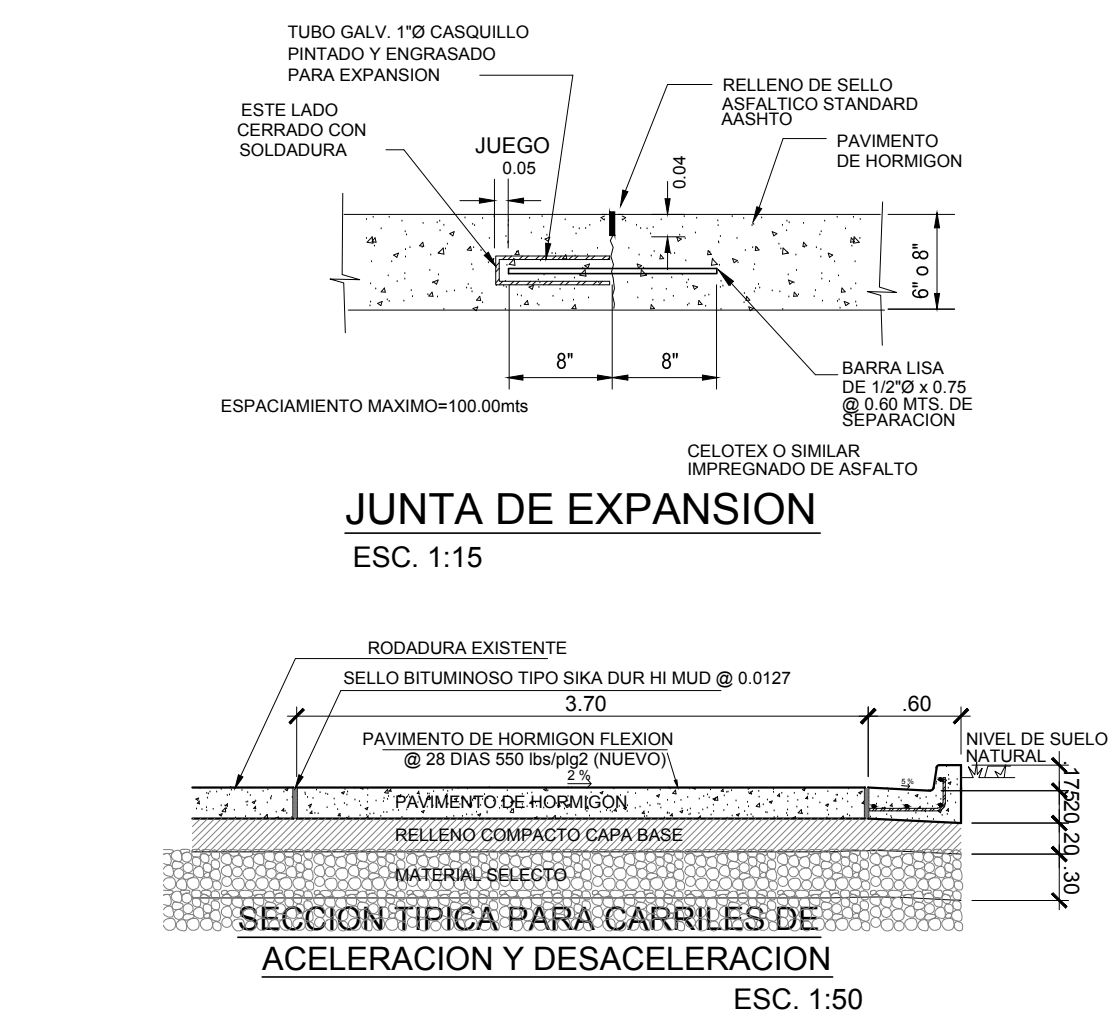 TUBO GALV. 1"Ø CASQUILLO
PINTADO Y ENGRASADO
PARA EXPANSION
ESTE LADO
CERRADO CON
SOLDADURA
JUEGO
0.05
RELLENO DE SELLO
ASFALTICO STANDARD
AASHTO
PAVIMENTO
DE HORMIGON
0.04
6" o 8"
8"
8"
BARRA LISA
DE 1/2"Ø x 0.75
@ 0.60 MTS. DE
SEPARACION
ESPACIAMIENTO MAXIMO=100.00mts
CELOTEX O SIMILAR
IMPREGNADO DE ASFALTO
JUNTA DE EXPANSION
ESC. 1:15
RODADURA EXISTENTE
SELLO BITUMINOSO TIPO SIKA DUR HI MUD @ 0.0127
3.70
.60
PAVIMENTO DE HORMIGON FLEXION
@ 28 DIAS 550 lbs/plg2 (NUEVO)
2 %
5 %
NIVEL DE SUELO
NATURAL
PAVIMENTO DE HORMIGON
RELLENO COMPACTO CAPA BASE
MATERIAL SELECTO
.20
.30
SECCION TIPICA PARA CARRILES DE
ACELERACION Y DESACELERACION
ESC. 1:50